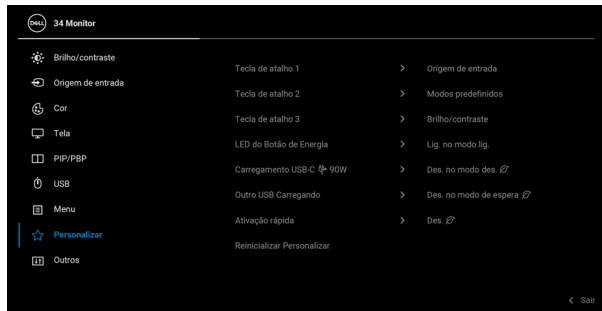 DELL 34 Monitor
Brilho/contraste
Origem de entrada
Cor
Tela
PIP/PBP
USB
Menu
Personalizar
Outros
Tecla de atalho 1 > Origem de entrada
Tecla de atalho 2 > Modos predefinidos
Tecla de atalho 3 > Brilho/contraste
LED do Botão de Energia > Lig. no modo lig.
Carregamento USB-C 90W > Des. no modo des.
Outro USB Carregando > Des. no modo de espera
Ativação rápida > Des.
Reinicializar Personalizar
< Sair